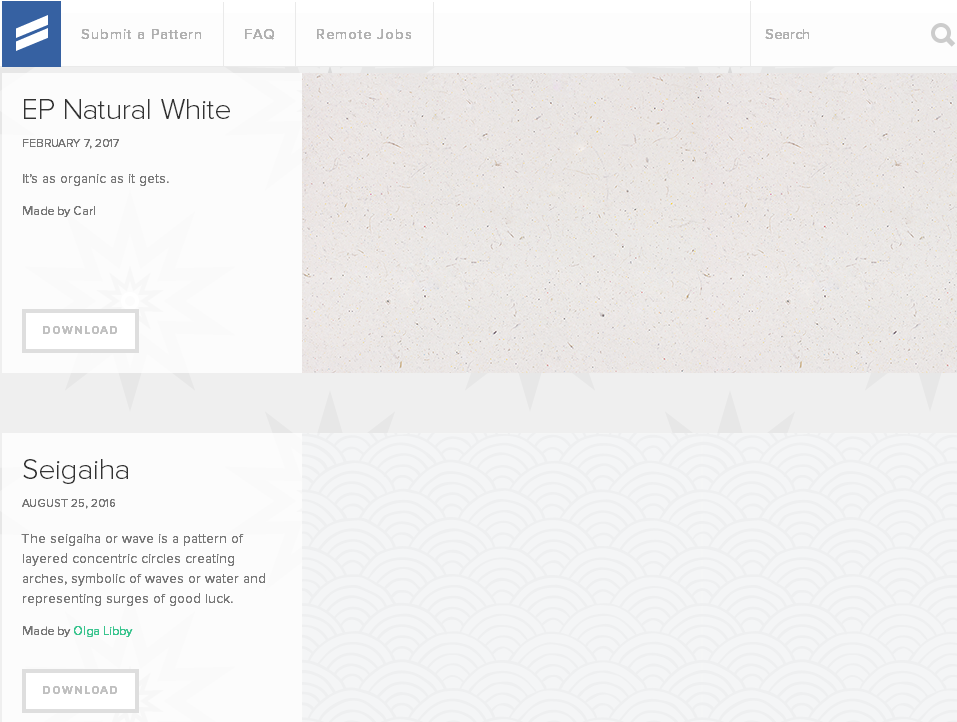 Submit a Pattern FAQ Remote Jobs Search
EP Natural White
FEBRUARY 7, 2017
It's as organic as it gets.
Made by Carl
DOWNLOAD
Seigaiha
AUGUST 25, 2016
The seigaiha or wave is a pattern of
layered concentric circles creating
arches, symbolic of waves or water and
representing surges of good luck.
Made by Olga Libby
DOWNLOAD